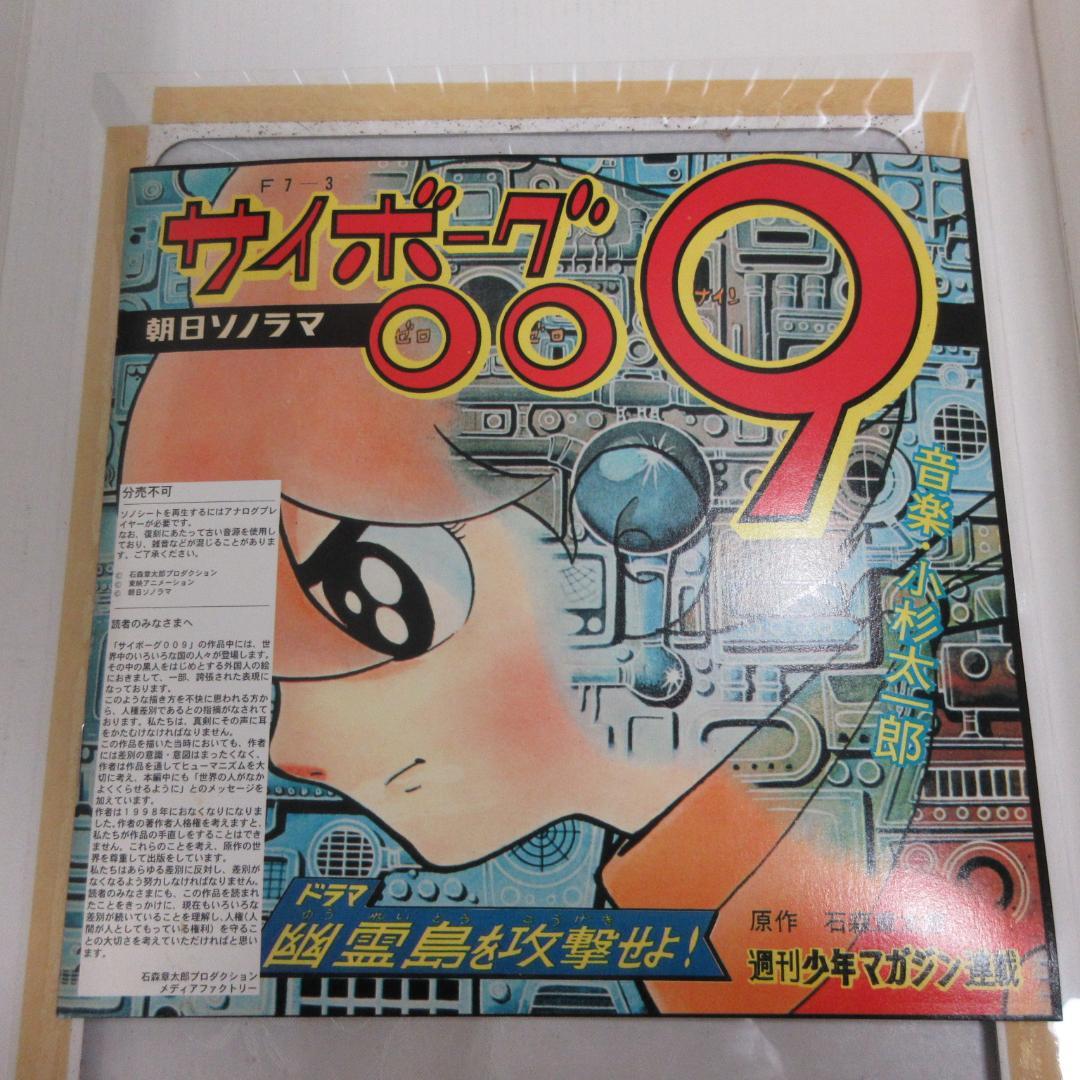 F7-3
サイボーグ
009
ゼロ
ゼロ
ナイン
朝日ソノラマ
音楽・小杉太一郎
分売不可
ソノシートを再生するにはアナログプレ
イヤーが必要です。
なお、復刻にあたって古い音源を使用し
ており、雑音などが混じることがありま
す。ご了承ください。
© 石森章太郎プロダクション
© 東映アニメーション
© 朝日ソノラマ
読者のみなさまへ
「サイボーグ009」の作品中には、世
界中のいろいろな国の人々が登場します。
その中の黒人をはじめとする外国人の絵
におきまして、一部、誇張された表現に
なっております。
このような描き方を不快に思われる方か
ら、人種差別であるとの指摘がなされて
おります。私たちは、真剣にその声に耳
をかたむけなければなりません。
この作品を描いた当時においても、作者
には差別の意識・意図はまったくなく、
作者は作品を通してヒューマニズムを大
切に考え、本編中にも「世界の人がなか
よくくらせるように」とのメッセージを
加えています。
作者は1998年におなくなりになりま
した。作者の著作者人格権を考えますと、
私たちが作品の手直しをすることはでき
ません。これらのことを考え、原作の世
界を尊重して出版をしています。
私たちはあらゆる差別に反対し、差別が
なくなるよう努力しなければなりません。
読者のみなさまにも、この作品を読まれ
たことをきっかけに、現在もいろいろな
差別が続いていることを理解し、人権(人
間が人としてもっている権利)を守るこ
との大切さを考えていただければと思い
ます。
石森章太郎プロダクション
メディアファクトリー
ドラマ
ゆうれいとう こうげき
幽霊島を攻撃せよ!
原作 石森章太郎
週刊少年マガジン連載